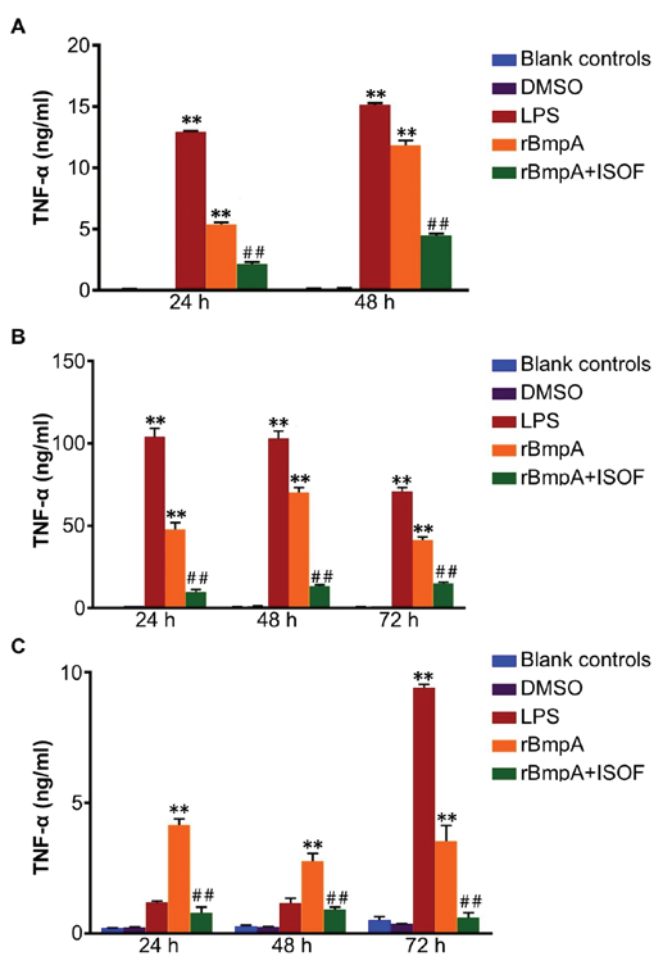 A
TNF-α (ng/ml)
20
15
10
5
0
** ** ## ** ** ##
24 h 48 h
Blank controls
DMSO
LPS
rBmpA
rBmpA+ISOF
B
TNF-α (ng/ml)
150
100
50
0
** ** ## ** ** ## ** ** ##
24 h 48 h 72 h
Blank controls
DMSO
LPS
rBmpA
rBmpA+ISOF
C
TNF-α (ng/ml)
10
5
0
** ## ** ## ** ** ##
24 h 48 h 72 h
Blank controls
DMSO
LPS
rBmpA
rBmpA+ISOF